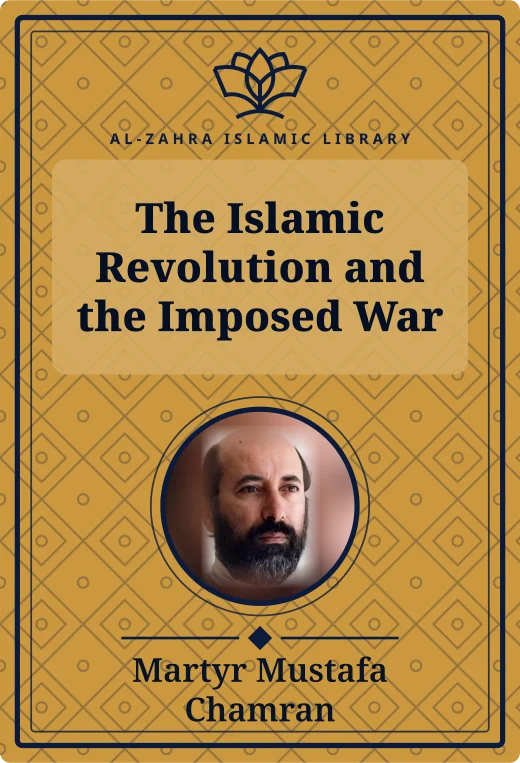 AL-ZAHRA ISLAMIC LIBRARY
The Islamic
Revolution and
the Imposed War
Martyr Mustafa
Chamran